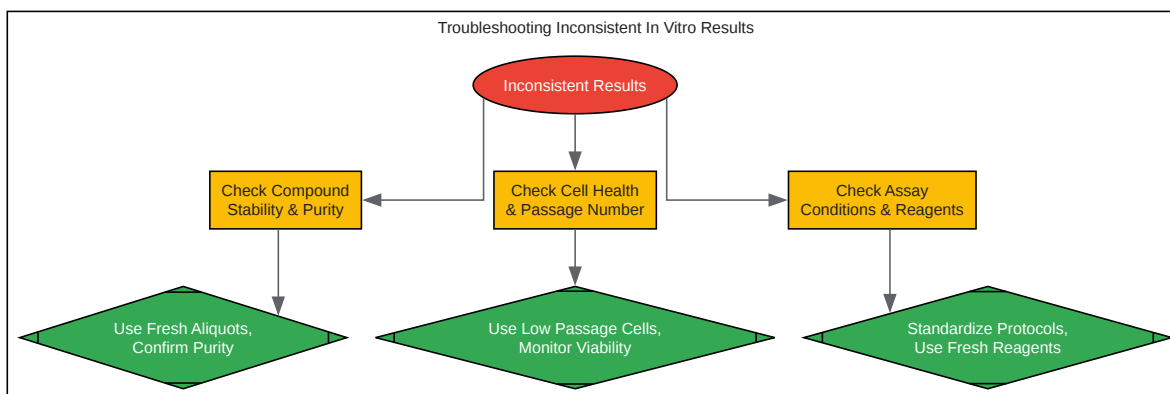 Troubleshooting Inconsistent In Vitro Results
Inconsistent Results
Check Compound
Stability & Purity
Check Cell Health
& Passage Number
Check Assay
Conditions & Reagents
Use Fresh Aliquots,
Confirm Purity
Use Low Passage Cells,
Monitor Viability
Standardize Protocols,
Use Fresh Reagents